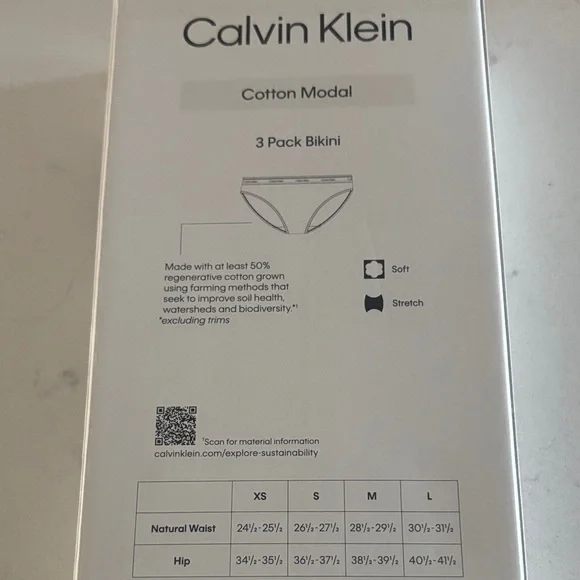 Calvin Klein
Cotton Modal
3 Pack Bikini
Made with at least 50%
regenerative cotton grown
using farming methods that
seek to improve soil health,
watersheds and biodiversity.*¹
*excluding trims
Soft
Stretch
¹Scan for material information
calvinklein.com/explore-sustainability
XS S M L
Natural Waist 24½-25½ 26½-27½ 28½-29½ 30½-31½
Hip 34½-35½ 36½-37½ 38½-39½ 40½-41½